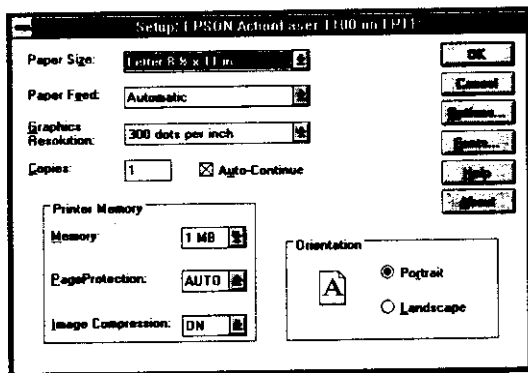 Setup: EPSON ActionLaser 1100 on LPT1
Paper Size: Letter 8 ½ x 11 in
OK
Paper Feed: Automatic
Cancel
Graphics Resolution: 300 dots per inch
Options...
Fonts...
Copies: 1 Auto-Continue
Help
About
Printer Memory
Memory: 1 MB
PageProtection: AUTO
Image Compression: ON
Orientation
A
Portrait
Landscape